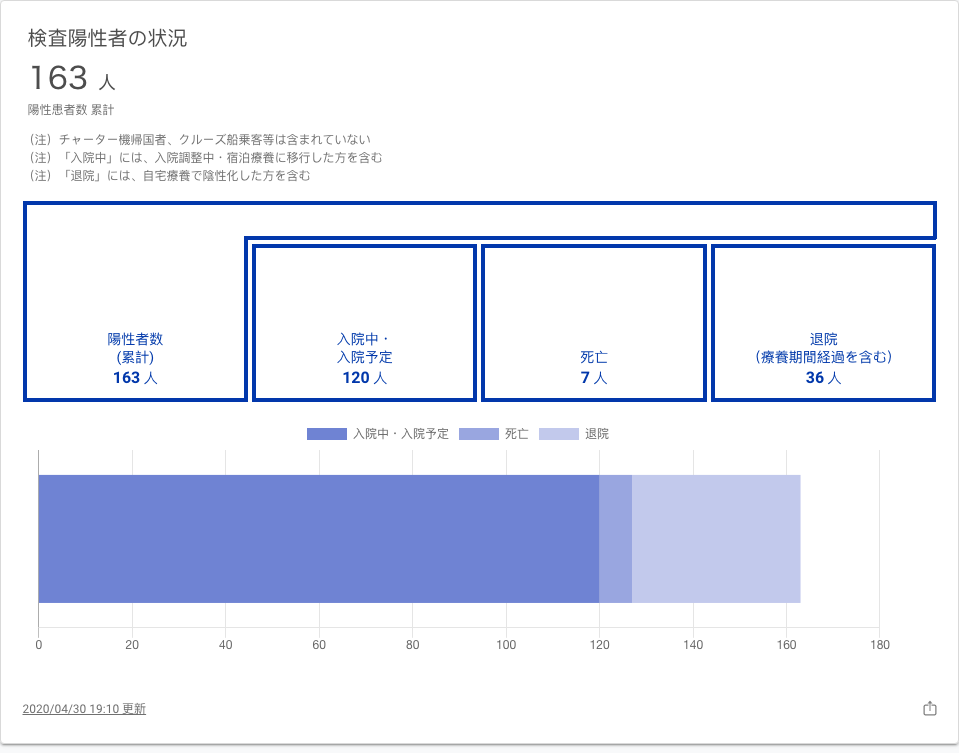 検査陽性者の状況
163 人
陽性患者数 累計
（注）チャーター機帰国者、クルーズ船乗客等は含まれていない
（注）「入院中」には、入院調整中・宿泊療養に移行した方を含む
（注）「退院」には、自宅療養で陰性化した方を含む
陽性者数
(累計)
163 人
入院中・
入院予定
120 人
死亡
7 人
退院
（療養期間経過を含む）
36 人
入院中・入院予定 死亡 退院
0 20 40 60 80 100 120 140 160 180
2020/04/30 19:10 更新